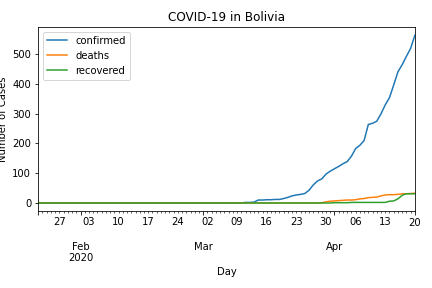 COVID-19 in Bolivia
confirmed
deaths
recovered
Number of Cases
500
400
300
200
100
0
27 03 10 17 24 02 09 16 23 30 06 13 20
Feb Mar Apr
2020
Day